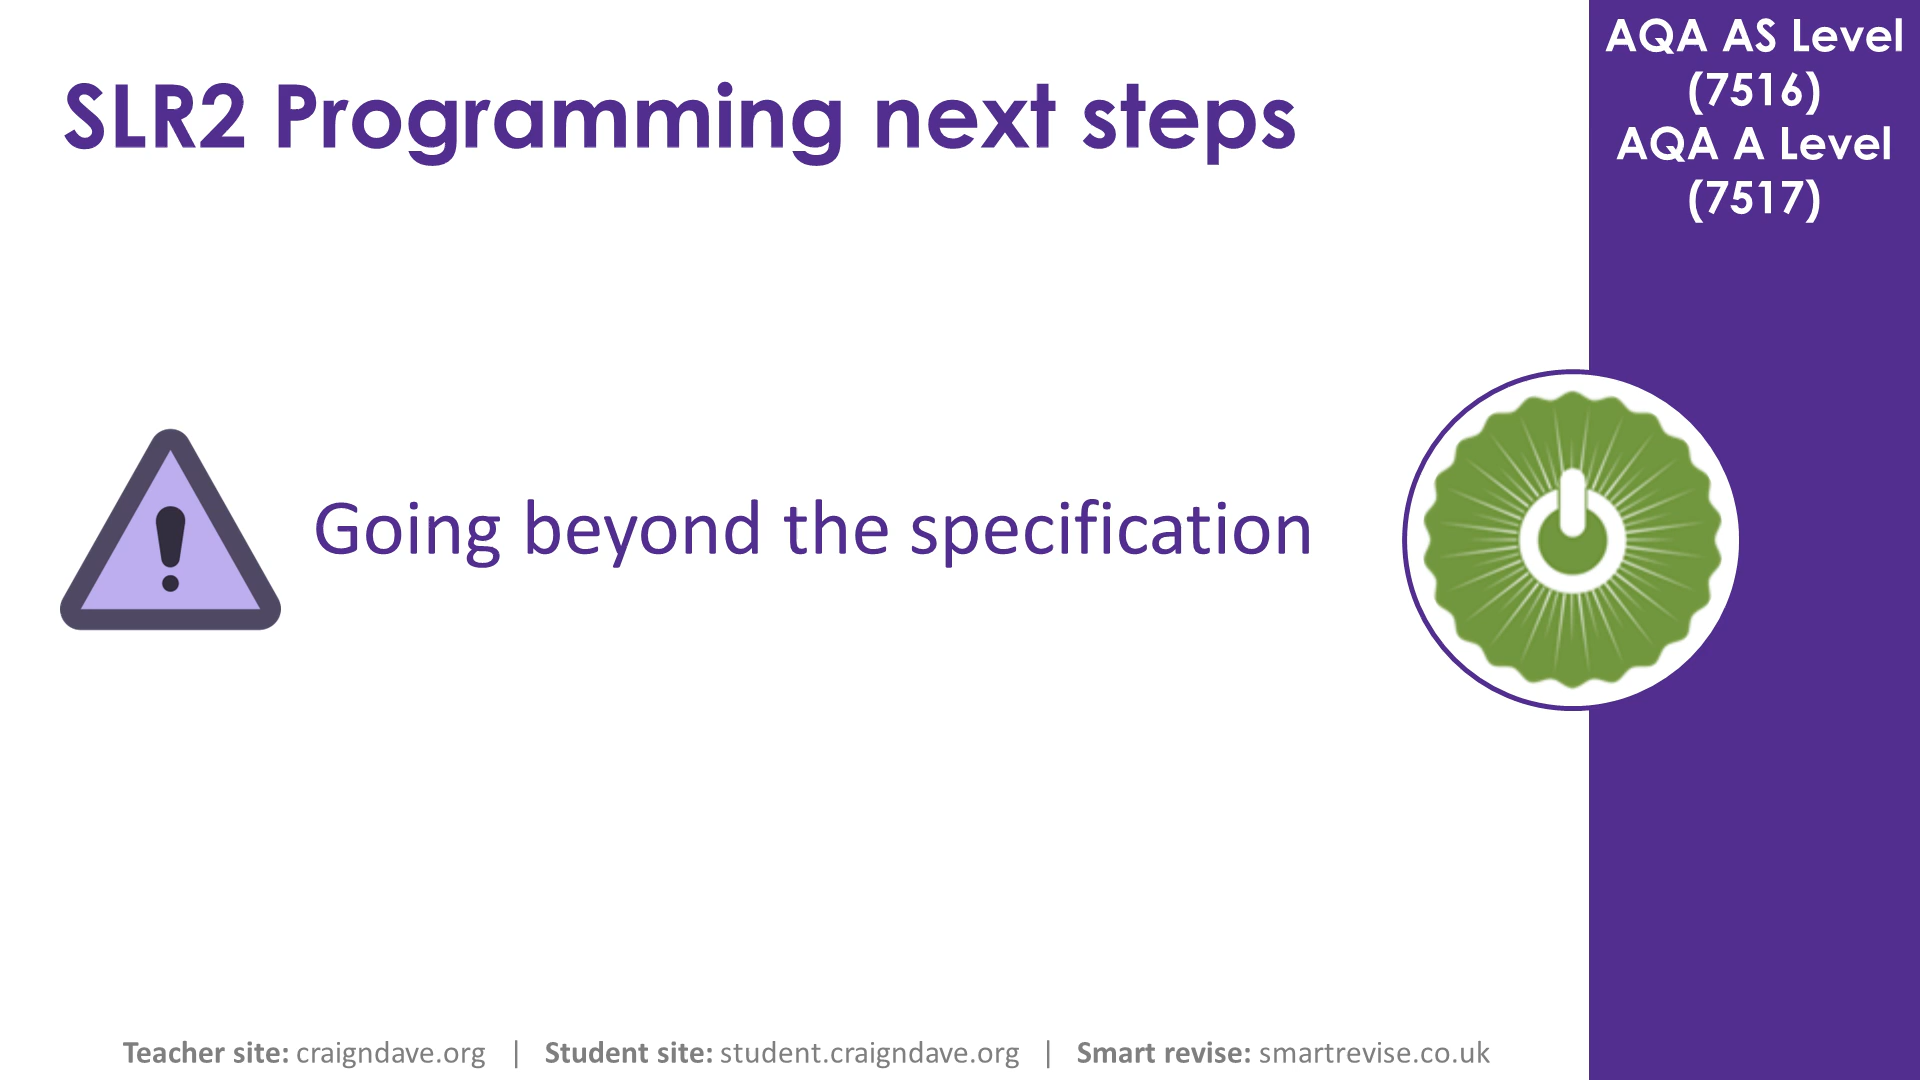 SLR2 Programming next steps
AQA AS Level
(7516)
AQA A Level
(7517)
Going beyond the specification
Teacher site: craigndave.org | Student site: student.craigndave.org | Smart revise: smartrevise.co.uk